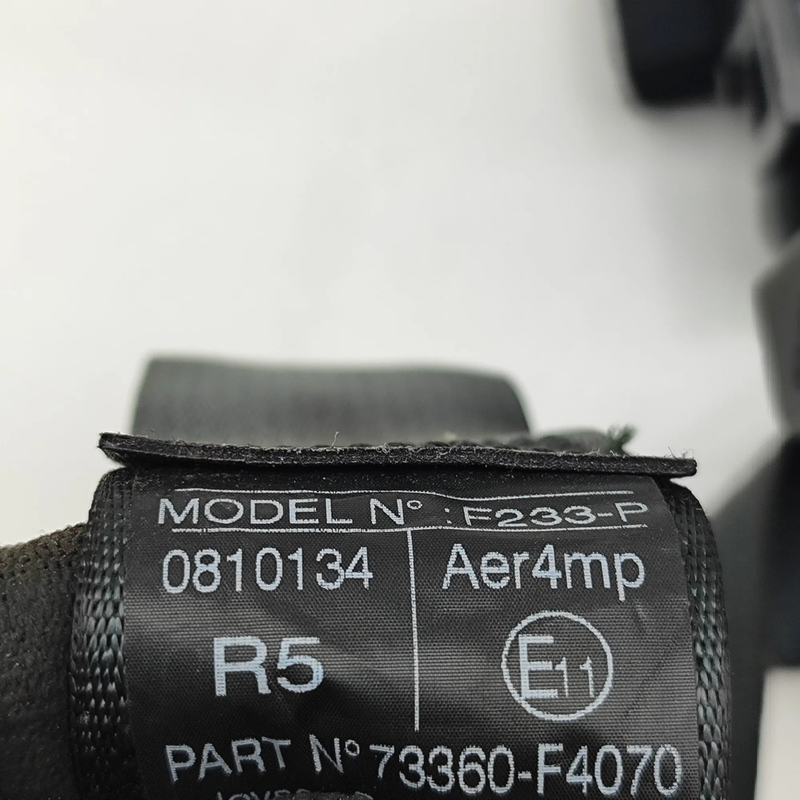 MODEL N° : F233-P
0810134 Aer4mp
R5 E11
PART N° 73360-F4070